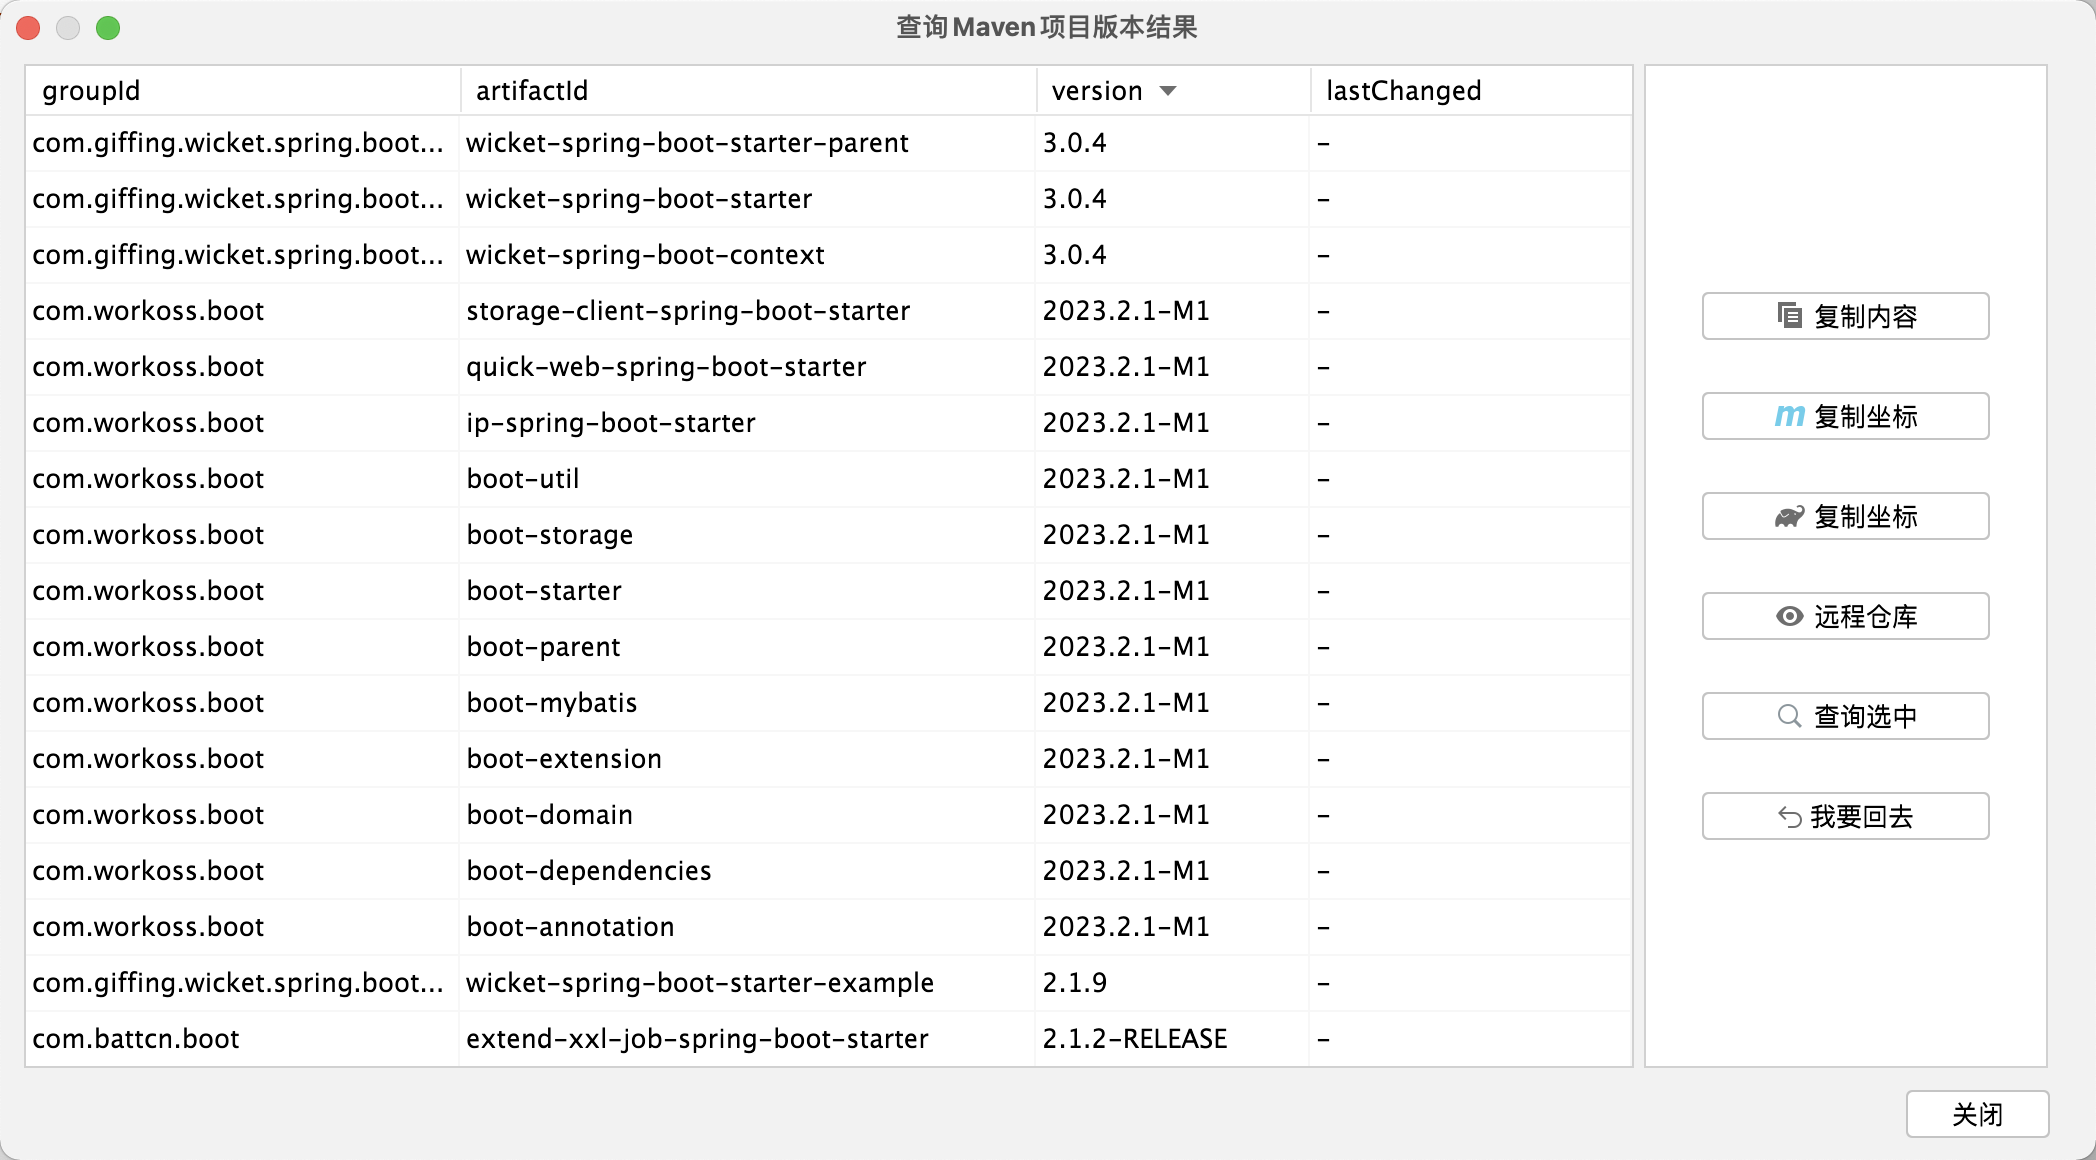 查询Maven项目版本结果
groupId artifactId version lastChanged
com.giffing.wicket.spring.boot... wicket-spring-boot-starter-parent 3.0.4 -
com.giffing.wicket.spring.boot... wicket-spring-boot-starter 3.0.4 -
com.giffing.wicket.spring.boot... wicket-spring-boot-context 3.0.4 -
com.workoss.boot storage-client-spring-boot-starter 2023.2.1-M1 -
com.workoss.boot quick-web-spring-boot-starter 2023.2.1-M1 -
com.workoss.boot ip-spring-boot-starter 2023.2.1-M1 -
com.workoss.boot boot-util 2023.2.1-M1 -
com.workoss.boot boot-storage 2023.2.1-M1 -
com.workoss.boot boot-starter 2023.2.1-M1 -
com.workoss.boot boot-parent 2023.2.1-M1 -
com.workoss.boot boot-mybatis 2023.2.1-M1 -
com.workoss.boot boot-extension 2023.2.1-M1 -
com.workoss.boot boot-domain 2023.2.1-M1 -
com.workoss.boot boot-dependencies 2023.2.1-M1 -
com.workoss.boot boot-annotation 2023.2.1-M1 -
com.giffing.wicket.spring.boot... wicket-spring-boot-starter-example 2.1.9 -
com.battcn.boot extend-xxl-job-spring-boot-starter 2.1.2-RELEASE -
复制内容
m 复制坐标
复制坐标
远程仓库
查询选中
我要回去
关闭